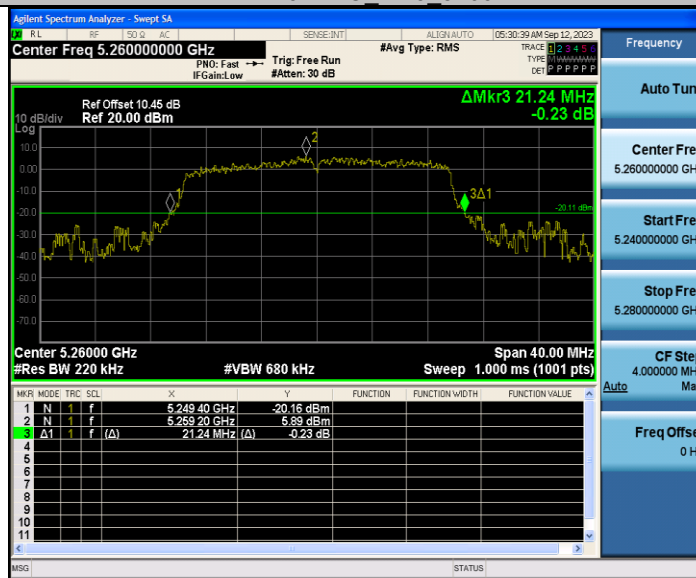 Agilent Spectrum Analyzer - Swept SA
RL RF 50 Ω AC SENSE:INT ALIGN AUTO 05:30:39 AM Sep 12, 2023
Center Freq 5.260000000 GHz
PNO: Fast
IFGain:Low
Trig: Free Run
#Atten: 30 dB
#Avg Type: RMS
TRACE 1 2 3 4 5 6
TYPE M
DET P P P P P P
Ref Offset 10.45 dB
10 dB/div Ref 20.00 dBm
Log
ΔMkr3 21.24 MHz
-0.23 dB
10.0
0.00
-10.0
-20.0
-30.0
-40.0
-50.0
-60.0
-70.0
1
2
3Δ1
-20.11 dBm
Center 5.26000 GHz Span 40.00 MHz
#Res BW 220 kHz #VBW 680 kHz Sweep 1.000 ms (1001 pts)
MKR MODE TRC SCL X Y FUNCTION FUNCTION WIDTH FUNCTION VALUE
1 N 1 f 5.249 40 GHz -20.16 dBm
2 N 1 f 5.259 20 GHz 5.89 dBm
3 Δ1 1 f (Δ) 21.24 MHz (Δ) -0.23 dB
4
5
6
7
8
9
10
11
MSG STATUS
Frequency
Auto Tun
Center Fre
5.260000000 GH
Start Fre
5.240000000 GH
Stop Fre
5.280000000 GH
CF Step
4.000000 MH
Auto Ma
Freq Offse
0 H